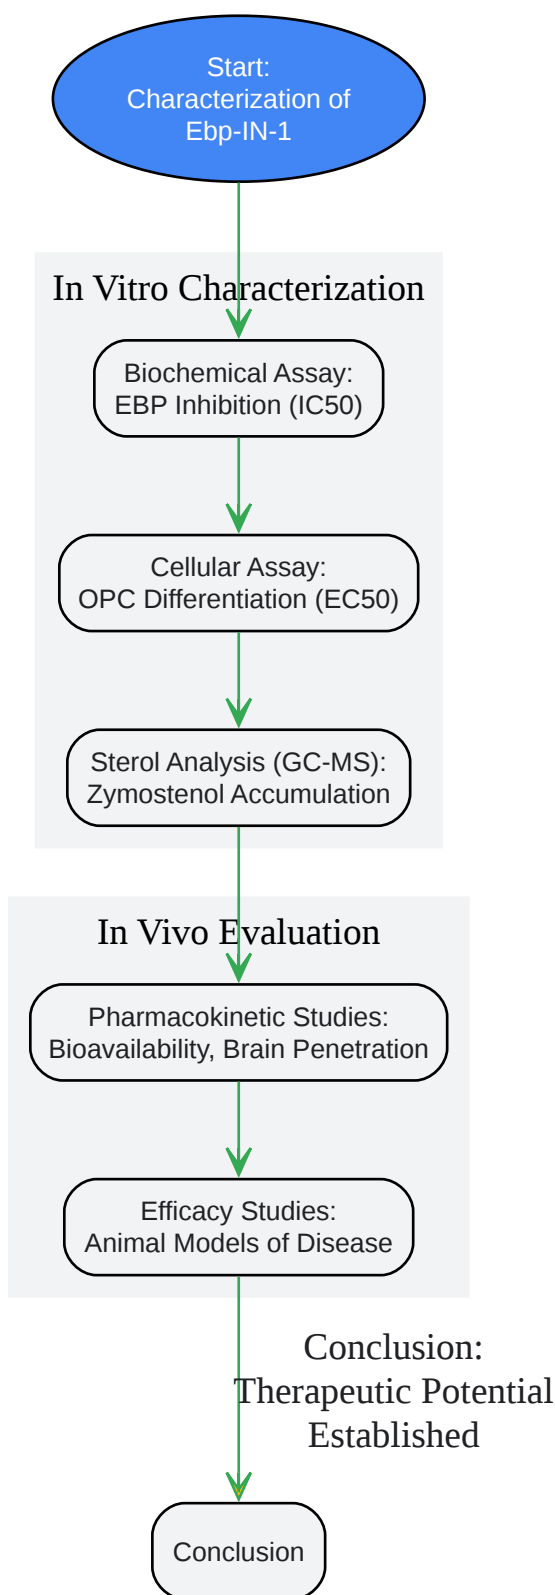 Start:
Characterization of
Ebp-IN-1
In Vitro Characterization
Biochemical Assay:
EBP Inhibition (IC50)
Cellular Assay:
OPC Differentiation (EC50)
Sterol Analysis (GC-MS):
Zymostenol Accumulation
In Vivo Evaluation
Pharmacokinetic Studies:
Bioavailability, Brain Penetration
Efficacy Studies:
Animal Models of Disease
Conclusion:
Therapeutic Potential
Established
Conclusion